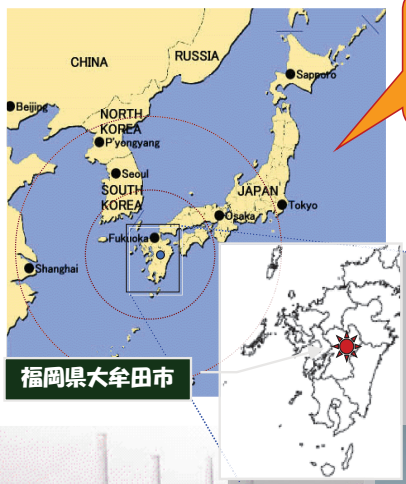 RUSSIA
CHINA
Sapporo
Beijing
NORTH
KOREA
P'yongyang
Seoul
SOUTH
KOREA
JAPAN
Tokyo
Osaka
Fukuoka
Shanghai
福岡県大牟田市